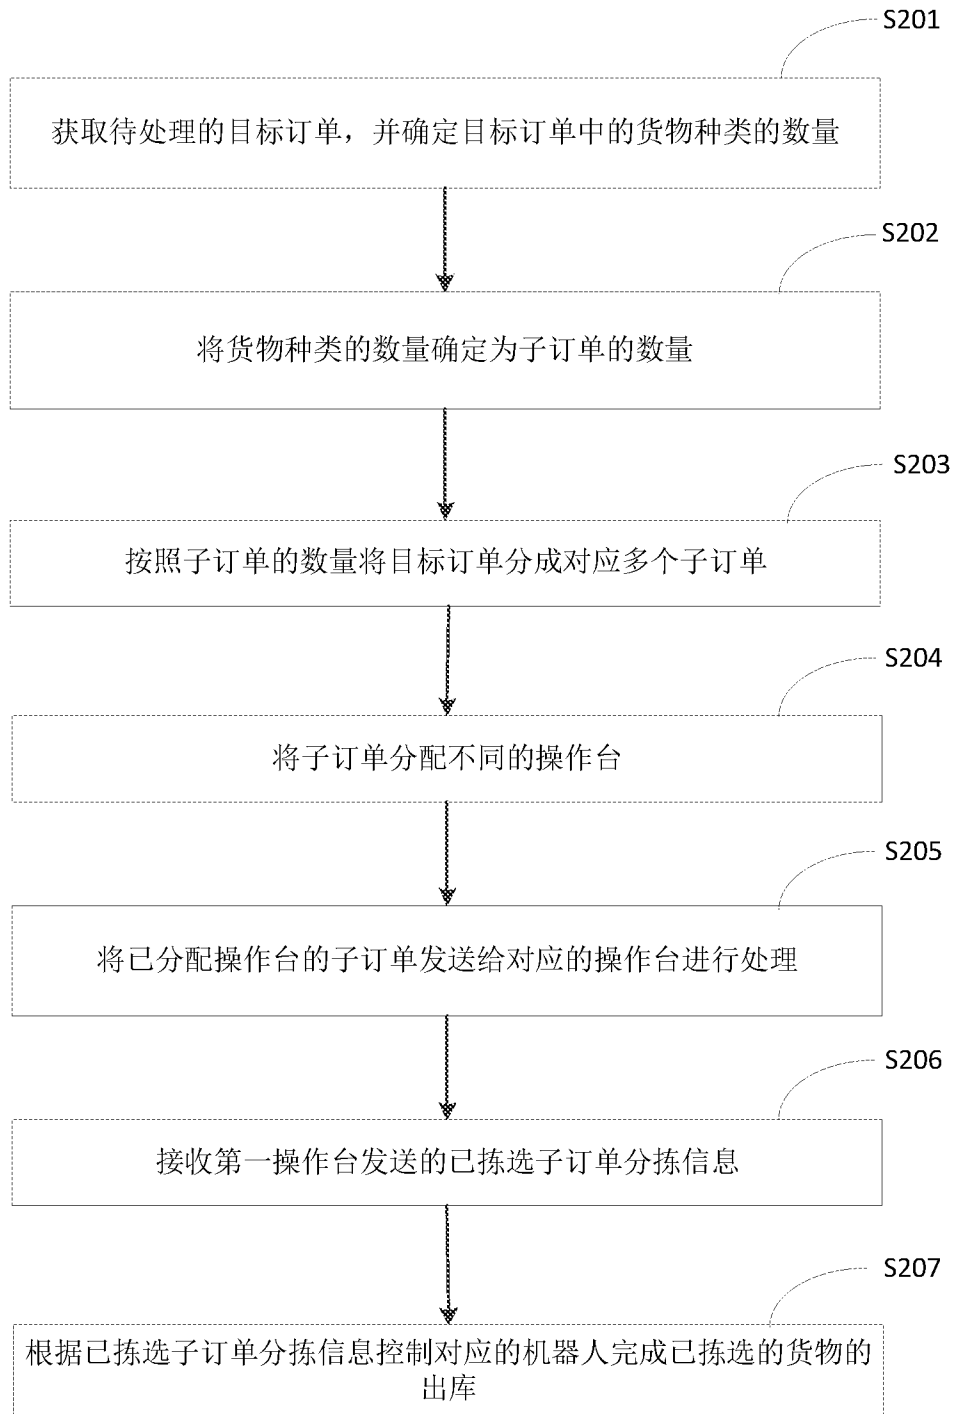 S201
获取待处理的目标订单，并确定目标订单中的货物种类的数量
S202
将货物种类的数量确定为子订单的数量
S203
按照子订单的数量将目标订单分成对应多个子订单
S204
将子订单分配不同的操作台
S205
将已分配操作台的子订单发送给对应的操作台进行处理
S206
接收第一操作台发送的已拣选子订单分拣信息
S207
根据已拣选子订单分拣信息控制对应的机器人完成已拣选的货物的
出库